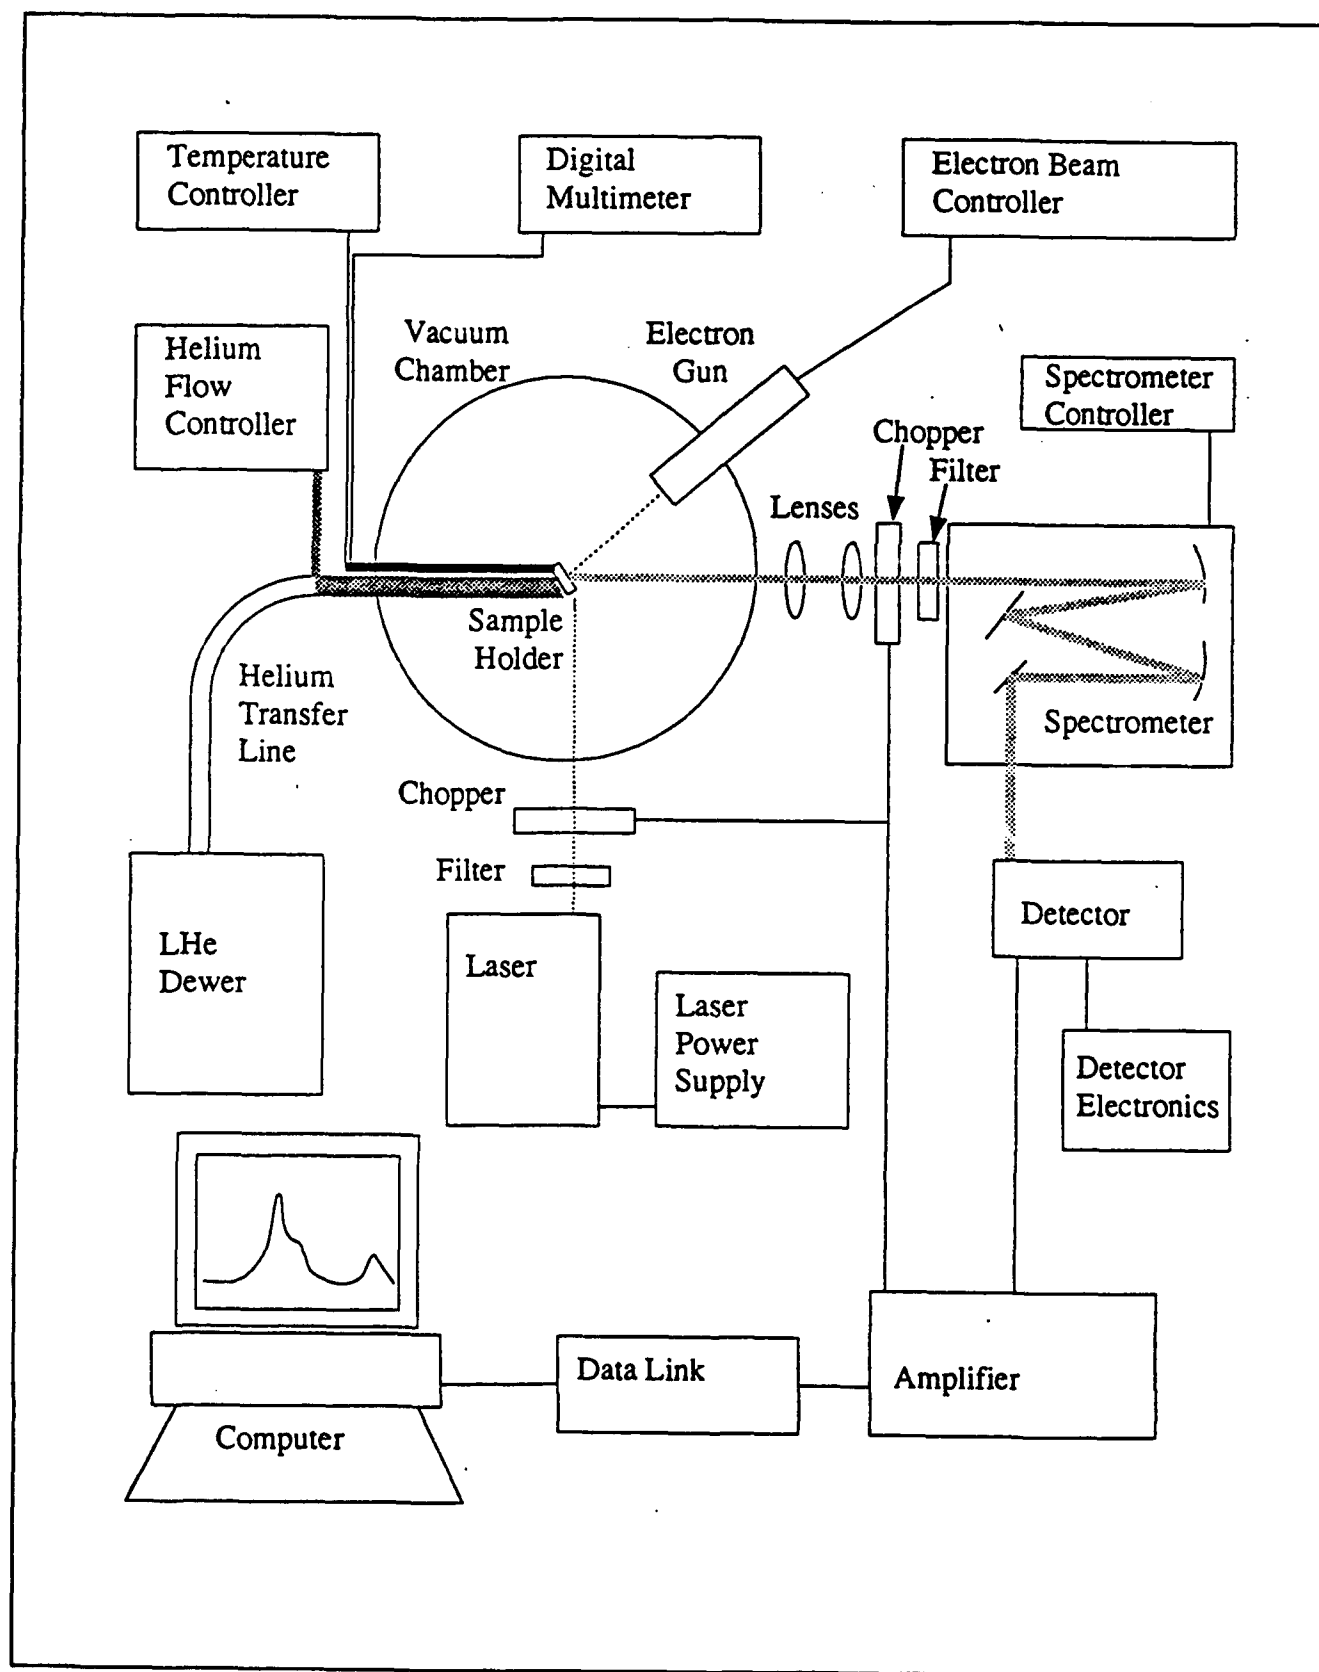 Temperature
Controller
Digital
Multimeter
Electron Beam
Controller
Helium
Flow
Controller
Vacuum
Chamber
Electron
Gun
Spectrometer
Controller
Chopper
Filter
Lenses
Sample
Holder
Helium
Transfer
Line
Spectrometer
Chopper
Filter
LHe
Dewer
Laser
Laser
Power
Supply
Detector
Detector
Electronics
Data Link
Amplifier
Computer